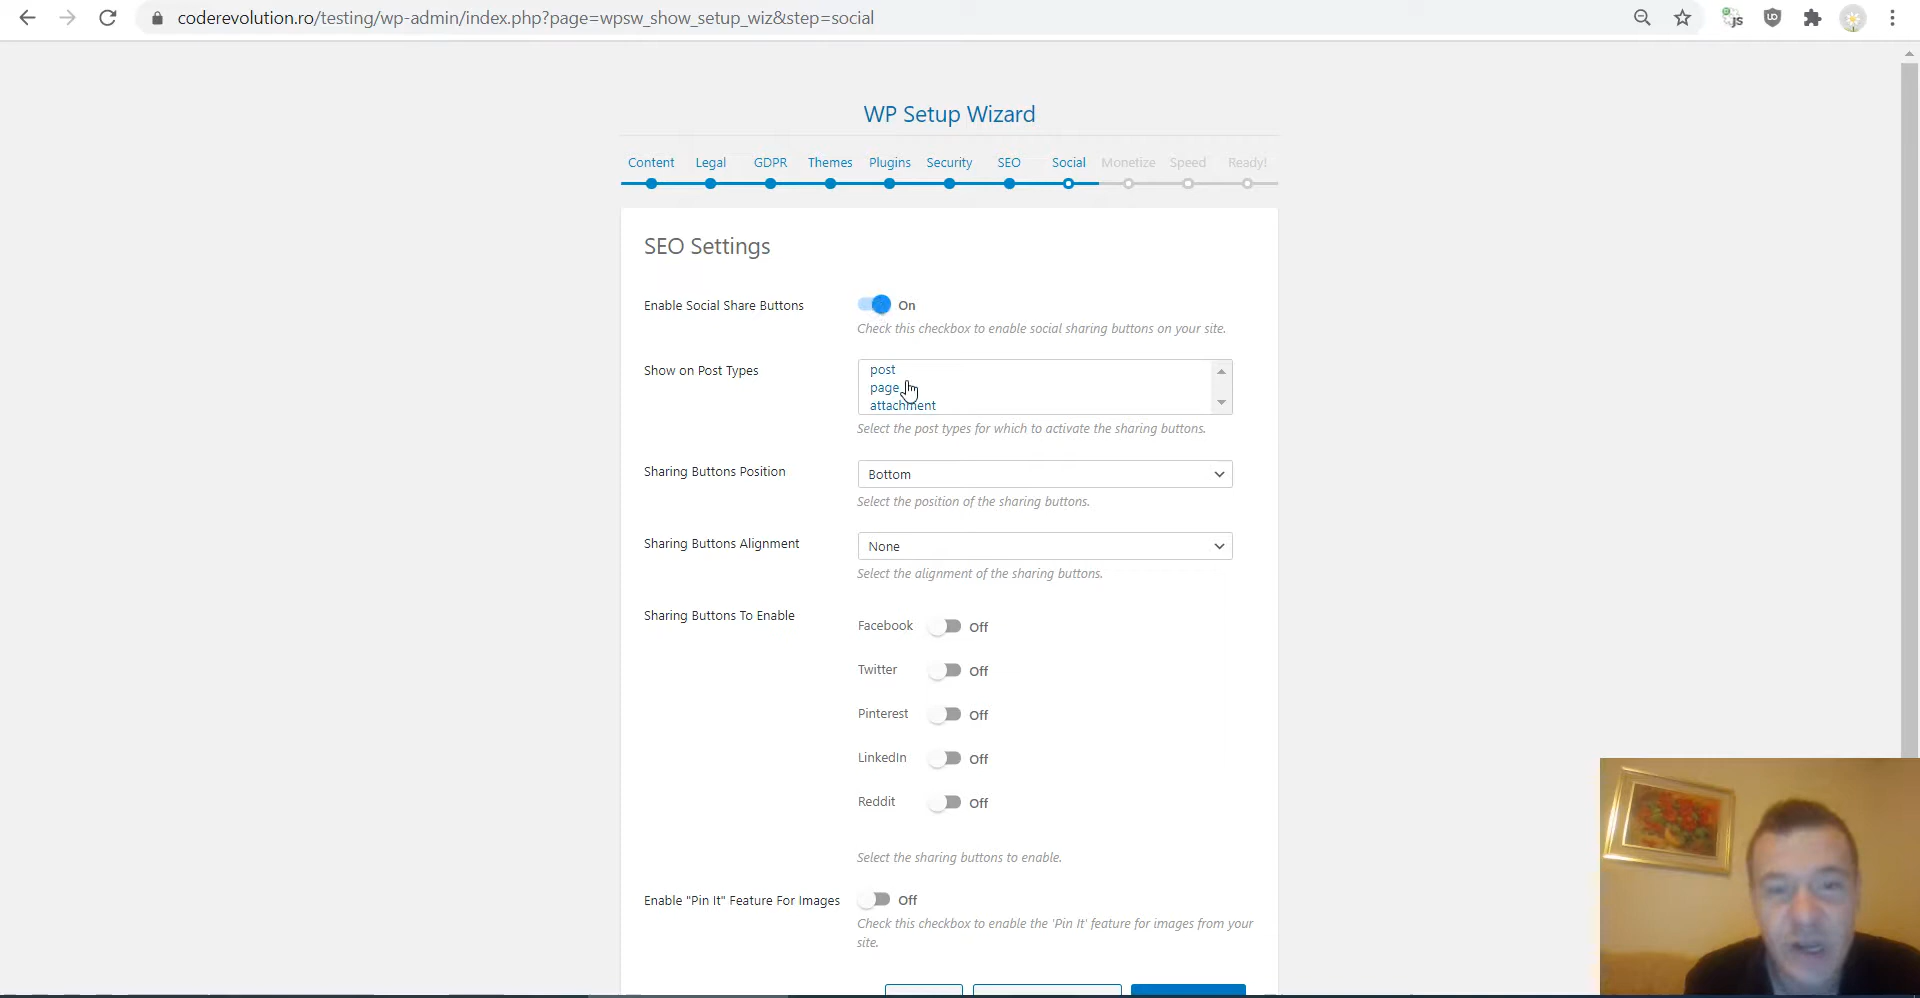 coderevolution.ro/testing/wp-admin/index.php?page=wpsw_show_setup_wiz&step=social
WP Setup Wizard
Content Legal GDPR Themes Plugins Security SEO Social Monetize Speed Ready!
SEO Settings
Enable Social Share Buttons On
Check this checkbox to enable social sharing buttons on your site.
Show on Post Types
post
page
attachment
Select the post types for which to activate the sharing buttons.
Sharing Buttons Position Bottom
Select the position of the sharing buttons.
Sharing Buttons Alignment None
Select the alignment of the sharing buttons.
Sharing Buttons To Enable
Facebook Off
Twitter Off
Pinterest Off
LinkedIn Off
Reddit Off
Select the sharing buttons to enable.
Enable "Pin It" Feature For Images Off
Check this checkbox to enable the 'Pin It' feature for images from your
site.